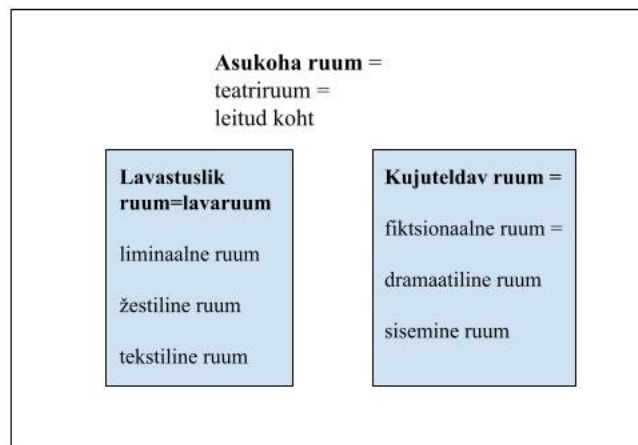 Asukoha ruum =
teatriruum =
leitud koht
Lavastuslik
ruum=lavaruum
liminaalne ruum
žestiline ruum
tekstiline ruum
Kujuteldav ruum =
fiktsionaalne ruum =
dramaatiline ruum
sisemine ruum